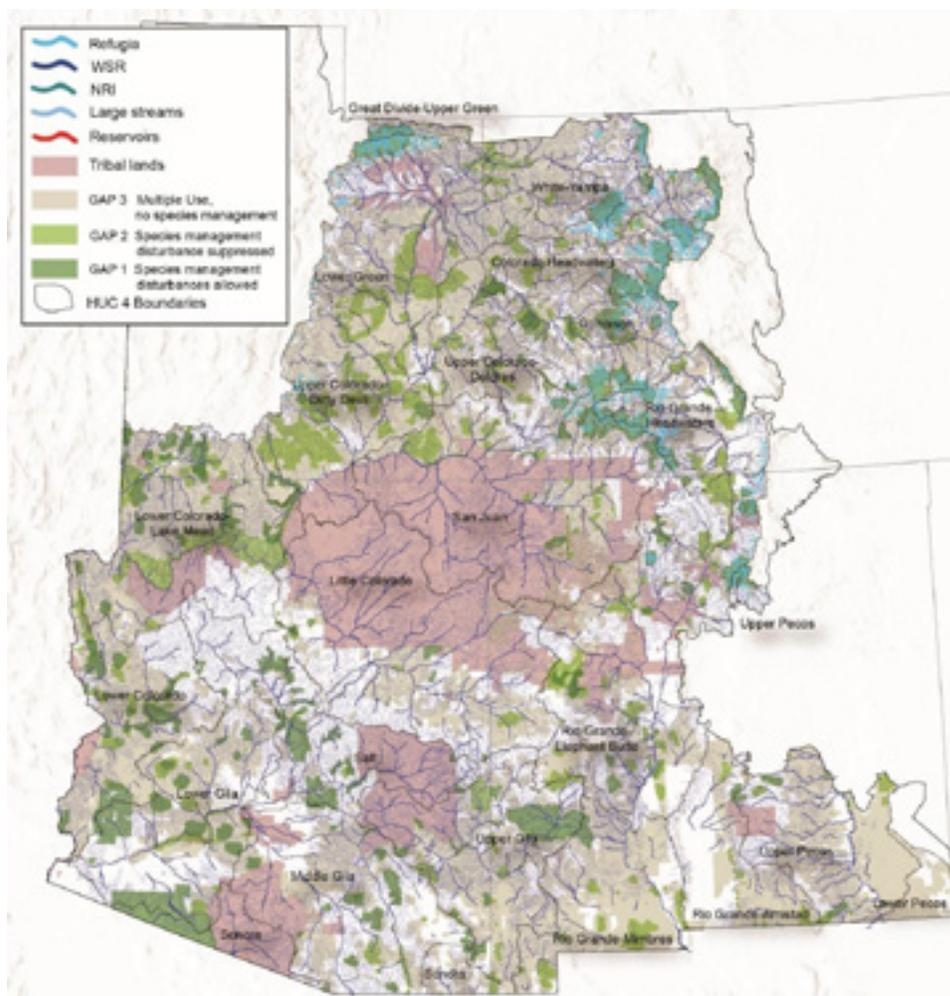 Refugia
WSR
NRI
Large streams
Reservoirs
Tribal lands
GAP 3 Multiple Use,
no species management
GAP 2 Species management
disturbance suppressed
GAP 1 Species management
disturbances allowed
HUC 4 Boundaries
Great Divide-Upper Green
White-Yampa
Colorado Headwaters
Lower Green
Gunnison
Upper Colorado-
Dolores
Upper Colorado-
Dirty Devil
Rio Grande
Headwaters
Lower Colorado-
Lake Mead
San Juan
Little Colorado
Upper Pecos
Lower Colorado
Rio Grande-
Elephant Butte
Salt
Lower Gila
Upper Gila
Upper Pecos
Middle Gila
Lower Pecos
Rio Grande-Amistad
Sonora
Rio Grande Mimbres
Sonora